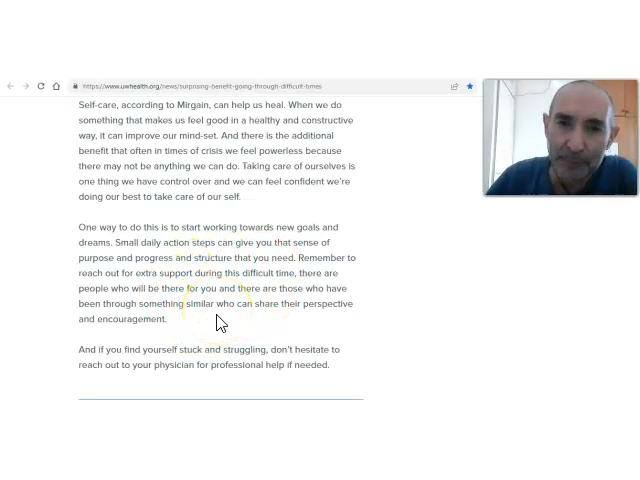 https://www.uwhealth.org/news/surprising-benefit-going-through-difficult-times
Self-care, according to Mirgain, can help us heal. When we do
something that makes us feel good in a healthy and constructive
way, it can improve our mind-set. And there is the additional
benefit that often in times of crisis we feel powerless because
there may not be anything we can do. Taking care of ourselves is
one thing we have control over and we can feel confident we're
doing our best to take care of our self.
One way to do this is to start working towards new goals and
dreams. Small daily action steps can give you that sense of
purpose and progress and structure that you need. Remember to
reach out for extra support during this difficult time, there are
people who will be there for you and there are those who have
been through something similar who can share their perspective
and encouragement.
And if you find yourself stuck and struggling, don't hesitate to
reach out to your physician for professional help if needed.